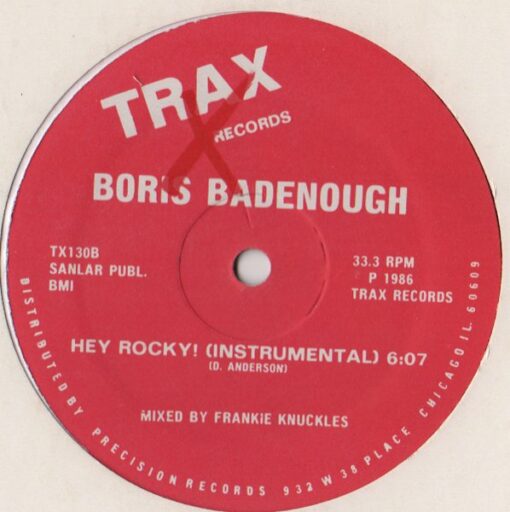 TRAX
RECORDS
BORIS BADENOUGH
TX130B
SANLAR PUBL.
BMI
33.3 RPM
P 1986
TRAX RECORDS
HEY ROCKY! (INSTRUMENTAL) 6:07
(D. ANDERSON)
MIXED BY FRANKIE KNUCKLES
DISTRIBUTED BY PRECISION RECORDS 932 W 38 PLACE CHICAGO IL. 60609